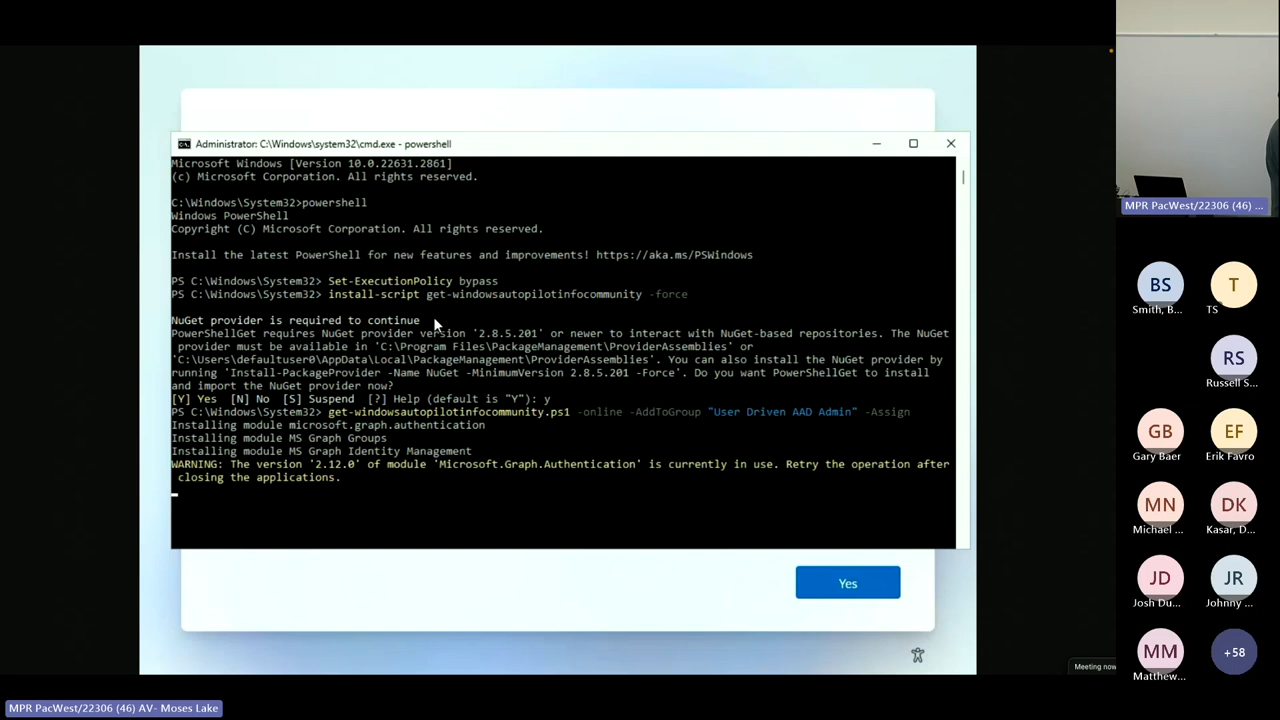 Administrator: C:\Windows\system32\cmd.exe - powershell
Microsoft Windows [Version 10.0.22631.2861]
(c) Microsoft Corporation. All rights reserved.
C:\Windows\System32>powershell
Windows PowerShell
Copyright (C) Microsoft Corporation. All rights reserved.
Install the latest PowerShell for new features and improvements! https://aka.ms/PSWindows
PS C:\Windows\System32> Set-ExecutionPolicy bypass
PS C:\Windows\System32> install-script get-windowsautopilotinfocommunity -force
NuGet provider is required to continue
PowerShellGet requires NuGet provider version '2.8.5.201' or newer to interact with NuGet-based repositories. The NuGet
provider must be available in 'C:\Program Files\PackageManagement\ProviderAssemblies' or
'C:\Users\defaultuser0\AppData\Local\PackageManagement\ProviderAssemblies'. You can also install the NuGet provider by
running 'Install-PackageProvider -Name NuGet -MinimumVersion 2.8.5.201 -Force'. Do you want PowerShellGet to install
and import the NuGet provider now?
[Y] Yes [N] No [S] Suspend [?] Help (default is "Y"): y
PS C:\Windows\System32> get-windowsautopilotinfocommunity.ps1 -online -AddToGroup "User Driven AAD Admin" -Assign
Installing module microsoft.graph.authentication
Installing module MS Graph Groups
Installing module MS Graph Identity Management
WARNING: The version '2.12.0' of module 'Microsoft.Graph.Authentication' is currently in use. Retry the operation after
closing the applications.
Yes
Meeting now
MPR PacWest/22306 (46) AV- Moses Lake
MPR PacWest/22306 (46) ...
BS
Smith, B...
T
TS
RS
Russell S...
GB
Gary Baer
EF
Erik Favro
MN
Michael ...
DK
Kasar, D...
JD
Josh Du...
JR
Johnny ...
MM
Matthew...
+58